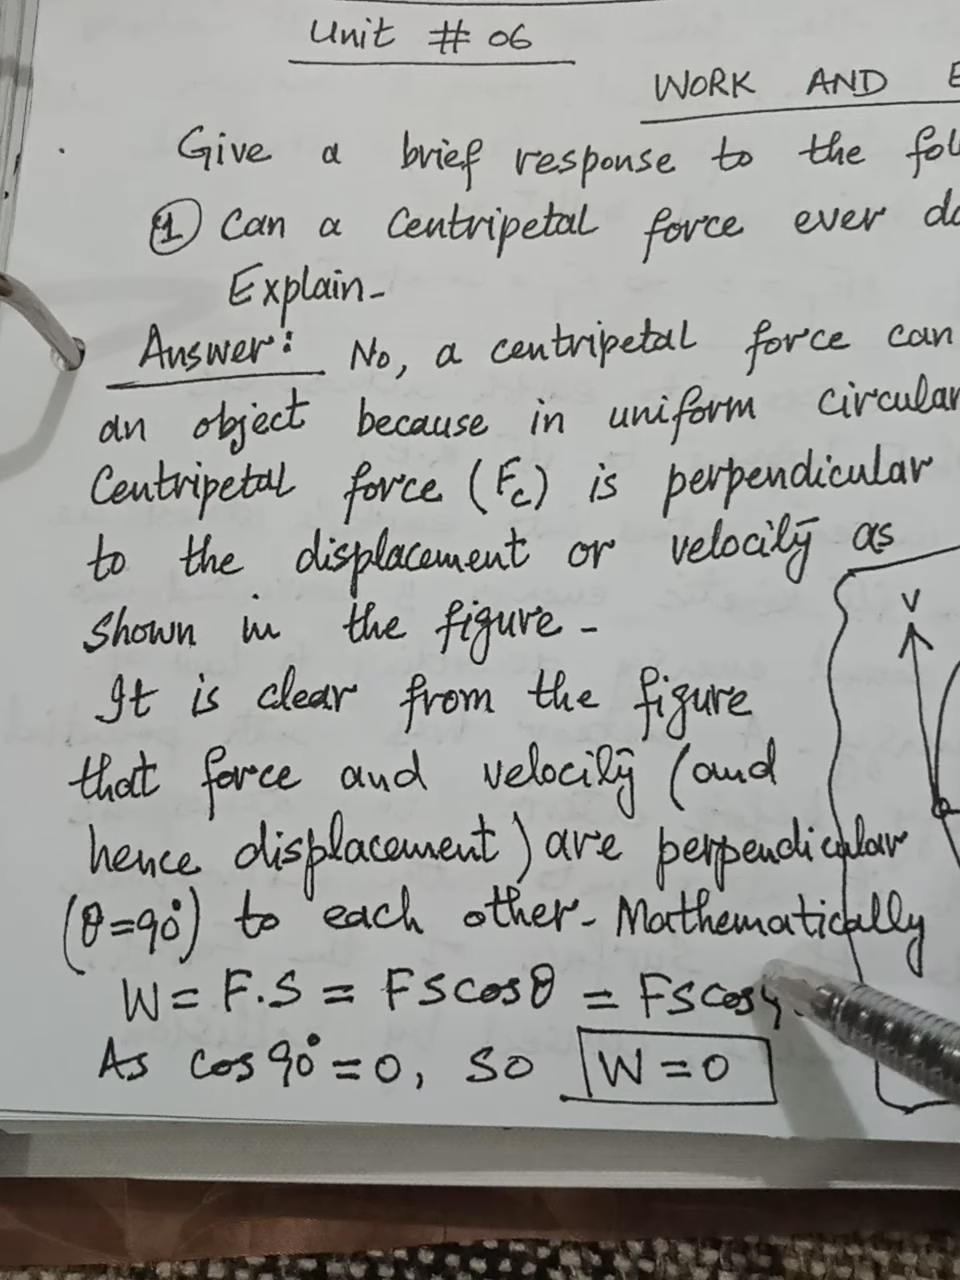 Unit # 06
WORK AND
Give a brief response to the
① Can a Centripetal force ever
Explain-
Answer: No, a centripetal force can
an object because in uniform circular
Centripetal force (Fc) is perpendicular
to the displacement or velocity as
shown in the figure-
V
It is clear from the figure
that force and velocity (and
hence displacement) are perpendicular
(θ=90°) to each other- Mathematically
W = F.S = FScosθ = FScos
As cos90°=0, so W=0